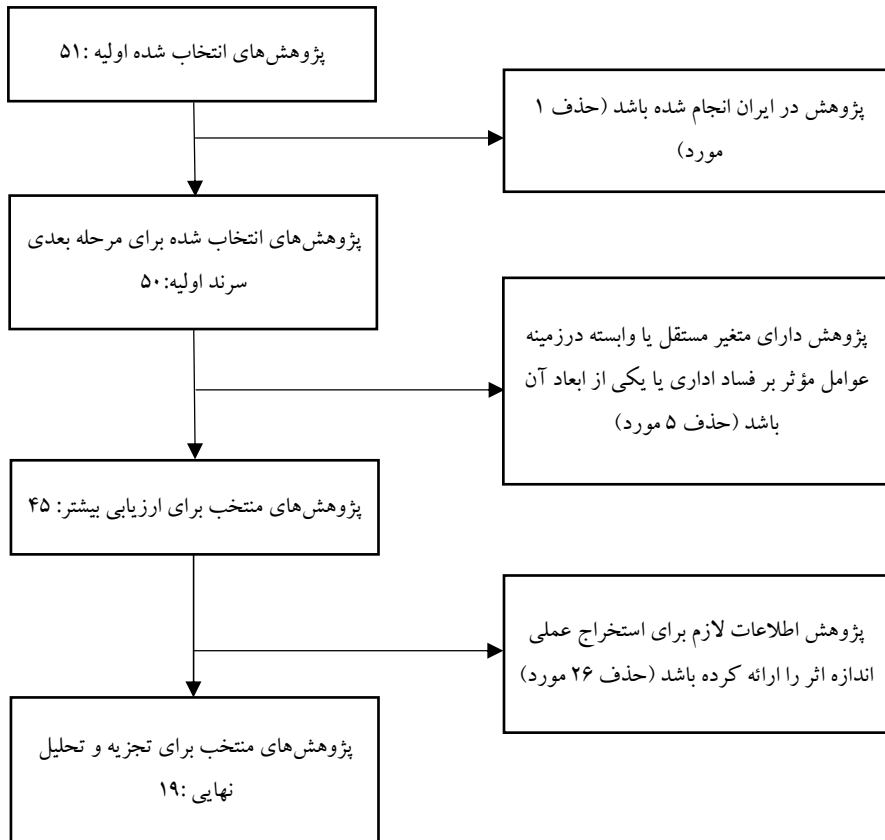 پژوهش‌های انتخاب شده اولیه :۵۱
پژوهش در ایران انجام شده باشد (حذف ۱
مورد)
پژوهش‌های انتخاب شده برای مرحله بعدی
سرند اولیه:۵۰
پژوهش دارای متغیر مستقل یا وابسته درزمینه
عوامل مؤثر بر فساد اداری یا یکی از ابعاد آن
باشد (حذف ۵ مورد)
پژوهش‌های منتخب برای ارزیابی بیشتر: ۴۵
پژوهش اطلاعات لازم برای استخراج عملی
اندازه اثر را ارائه کرده باشد (حذف ۲۶ مورد)
پژوهش‌های منتخب برای تجزیه و تحلیل
نهایی :۱۹